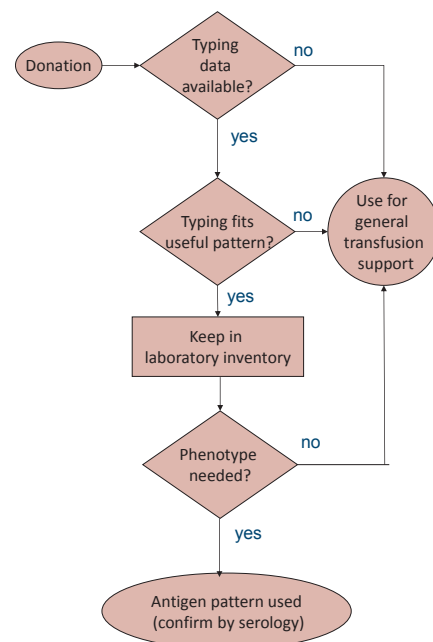 Donation
Typing
data
available?
no
yes
Typing fits
useful pattern?
no
Use for
general
transfusion
support
yes
Keep in
laboratory inventory
Phenotype
needed?
no
yes
Antigen pattern used
(confirm by serology)